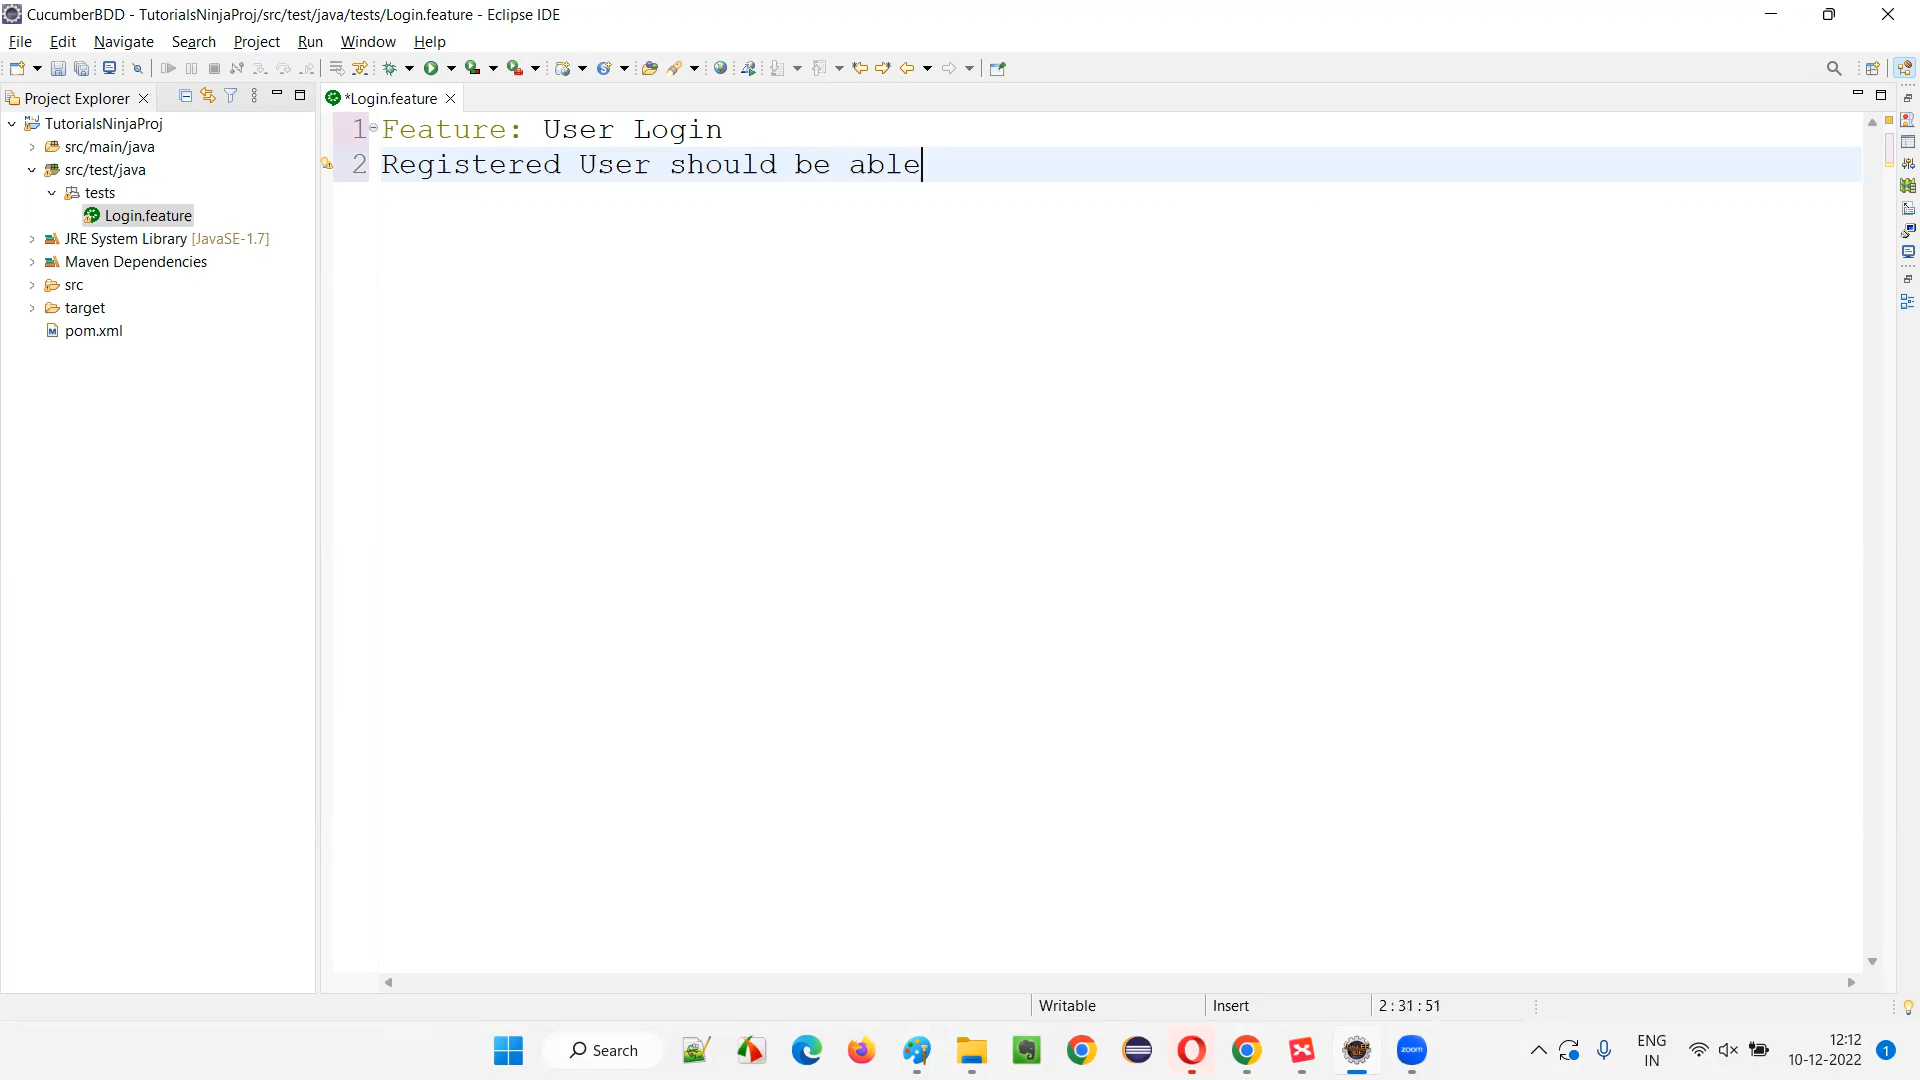 CucumberBDD - TutorialsNinjaProj/src/test/java/tests/Login.feature - Eclipse IDE
File Edit Navigate Search Project Run Window Help
Project Explorer
*Login.feature
TutorialsNinjaProj
src/main/java
src/test/java
tests
Login.feature
JRE System Library [JavaSE-1.7]
Maven Dependencies
src
target
pom.xml
1 Feature: User Login
2 Registered User should be able
Writable Insert 2 : 31 : 51
Search
zoom
ENG
IN
12:12
10-12-2022
1